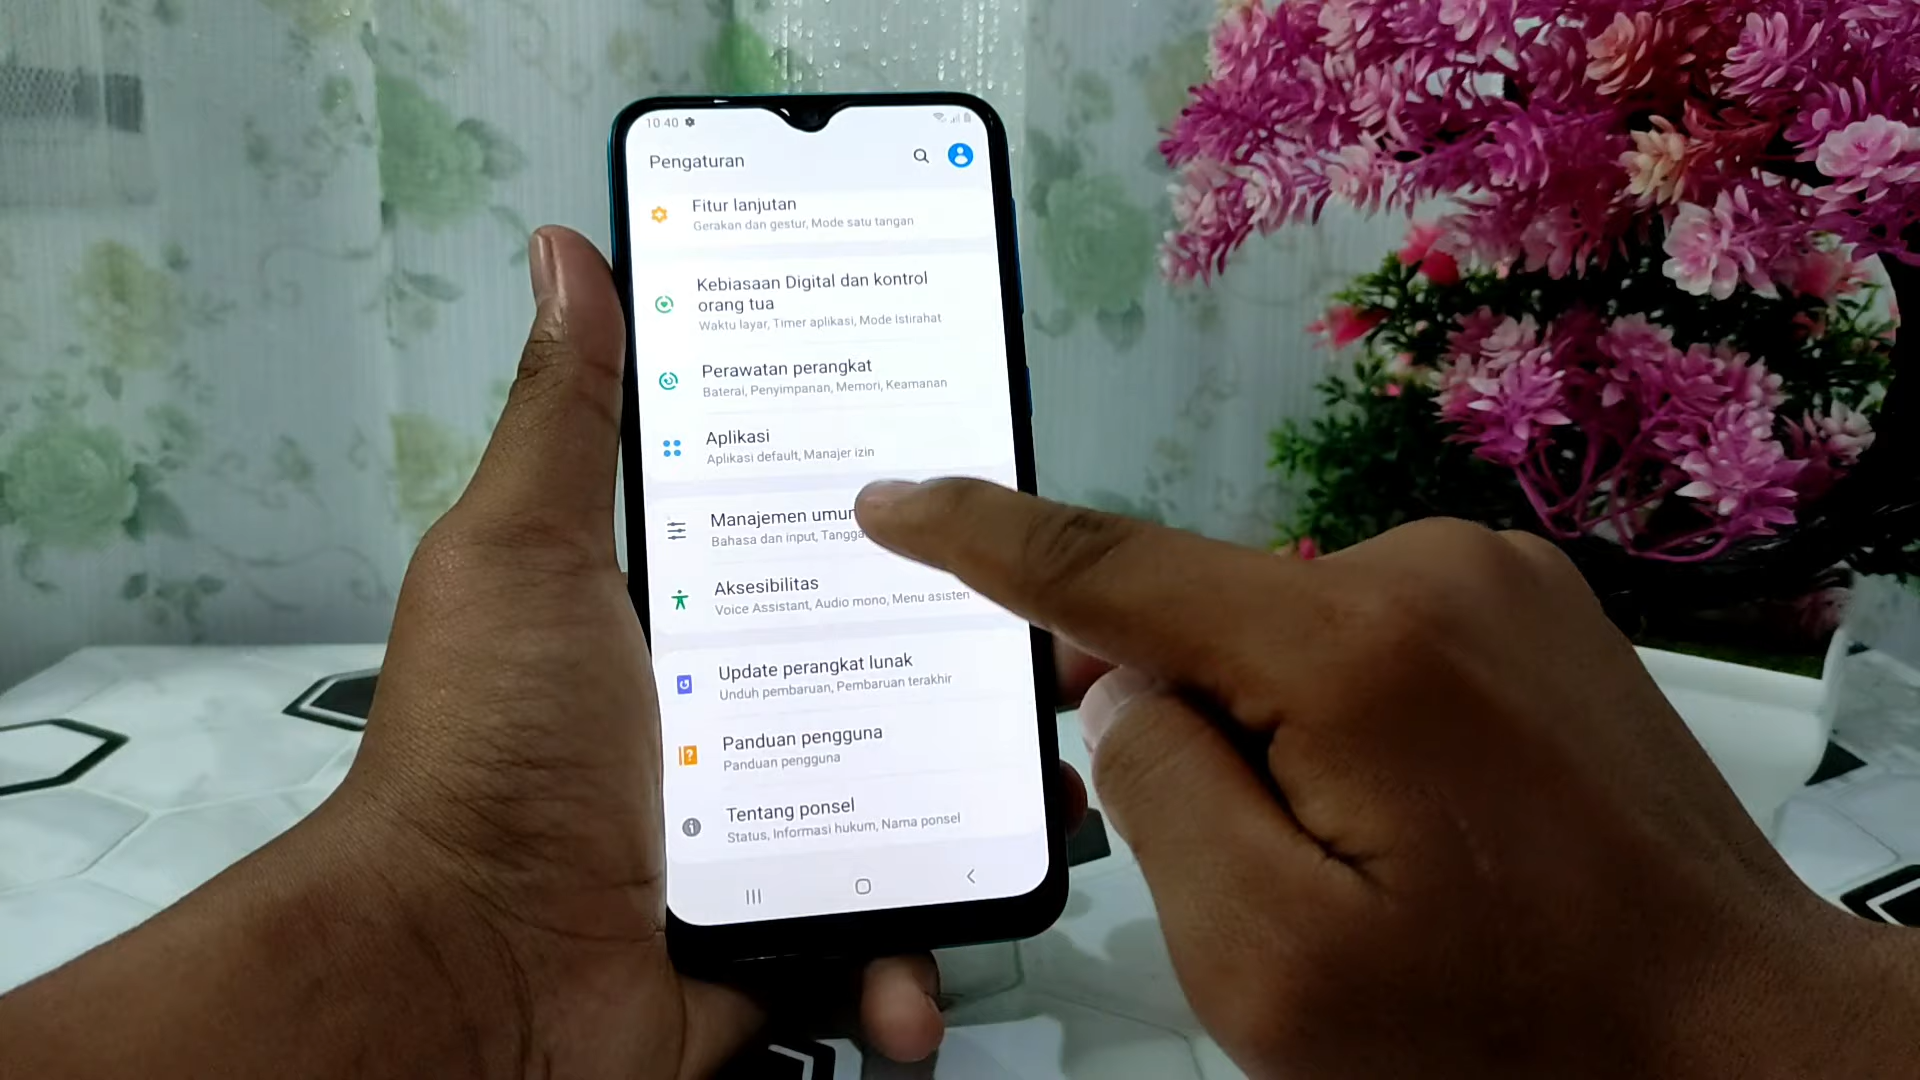 10 40
Pengaturan
Fitur lanjutan
Gerakan dan gestur, Mode satu tangan
Kebiasaan Digital dan kontrol
orang tua
Waktu layar, Timer aplikasi, Mode Istirahat
Perawatan perangkat
Baterai, Penyimpanan, Memori, Keamanan
Aplikasi
Aplikasi default, Manajer izin
Manajemen
Bahasa dan input,
Aksesibilitas
Voice Assistant, Audio mono, Menu asisten
Update perangkat lunak
Unduh pembaruan, Pembaruan terakhir
Panduan pengguna
Panduan pengguna
Tentang ponsel
Status, Informasi hukum, Nama ponsel